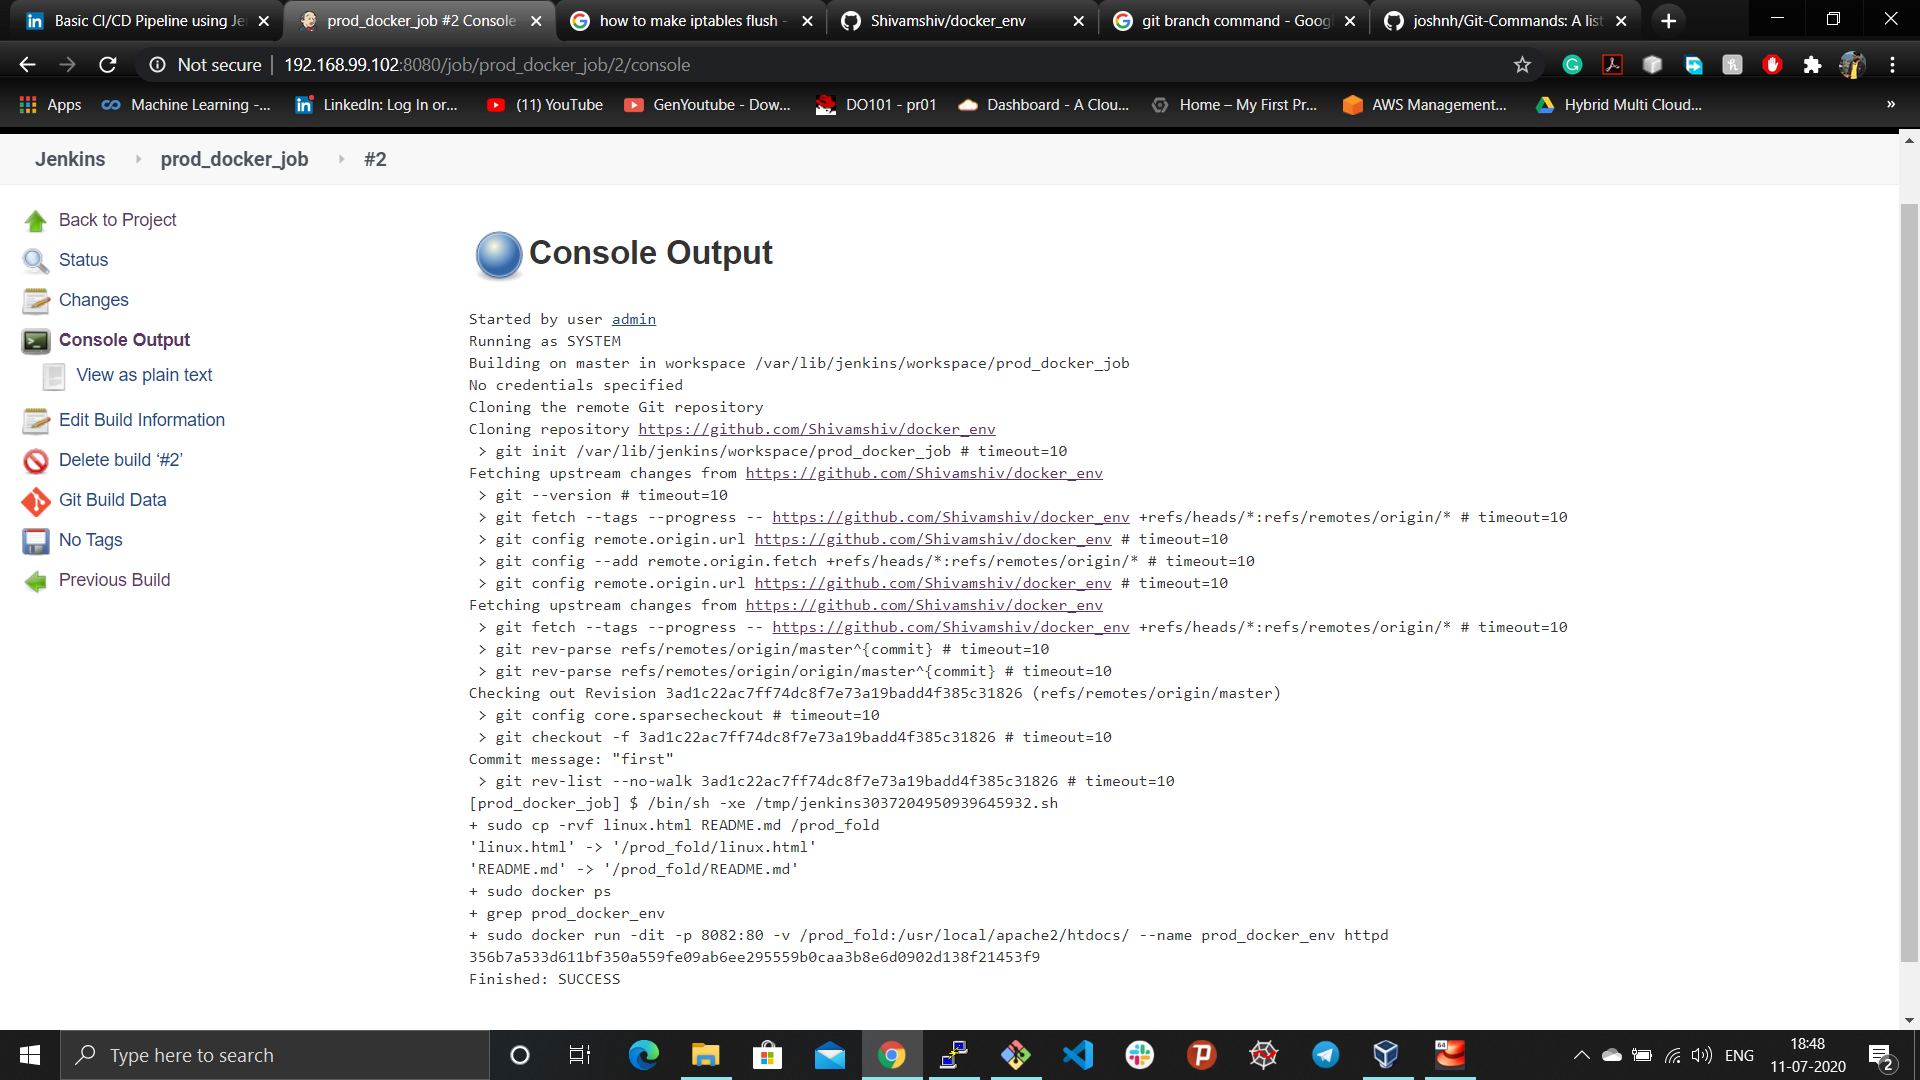 Basic CI/CD Pipeline using Je
prod_docker_job #2 Console
how to make iptables flush -
Shivamshiv/docker_env
git branch command - Goog
joshnh/Git-Commands: A list
Not secure | 192.168.99.102:8080/job/prod_docker_job/2/console
Apps
Machine Learning -...
LinkedIn: Log In or...
(11) YouTube
GenYoutube - Dow...
DO101 - pr01
Dashboard - A Clou...
Home – My First Pr...
AWS Management...
Hybrid Multi Cloud...
»
Jenkins
prod_docker_job
#2
Back to Project
Status
Changes
Console Output
View as plain text
Edit Build Information
Delete build ‘#2’
Git Build Data
No Tags
Previous Build
Console Output
Started by user admin
Running as SYSTEM
Building on master in workspace /var/lib/jenkins/workspace/prod_docker_job
No credentials specified
Cloning the remote Git repository
Cloning repository https://github.com/Shivamshiv/docker_env
> git init /var/lib/jenkins/workspace/prod_docker_job # timeout=10
Fetching upstream changes from https://github.com/Shivamshiv/docker_env
> git --version # timeout=10
> git fetch --tags --progress -- https://github.com/Shivamshiv/docker_env +refs/heads/*:refs/remotes/origin/* # timeout=10
> git config remote.origin.url https://github.com/Shivamshiv/docker_env # timeout=10
> git config --add remote.origin.fetch +refs/heads/*:refs/remotes/origin/* # timeout=10
> git config remote.origin.url https://github.com/Shivamshiv/docker_env # timeout=10
Fetching upstream changes from https://github.com/Shivamshiv/docker_env
> git fetch --tags --progress -- https://github.com/Shivamshiv/docker_env +refs/heads/*:refs/remotes/origin/* # timeout=10
> git rev-parse refs/remotes/origin/master^{commit} # timeout=10
> git rev-parse refs/remotes/origin/origin/master^{commit} # timeout=10
Checking out Revision 3ad1c22ac7ff74dc8f7e73a19badd4f385c31826 (refs/remotes/origin/master)
> git config core.sparsecheckout # timeout=10
> git checkout -f 3ad1c22ac7ff74dc8f7e73a19badd4f385c31826 # timeout=10
Commit message: "first"
> git rev-list --no-walk 3ad1c22ac7ff74dc8f7e73a19badd4f385c31826 # timeout=10
[prod_docker_job] $ /bin/sh -xe /tmp/jenkins3037204950939645932.sh
+ sudo cp -rvf linux.html README.md /prod_fold
'linux.html' -> '/prod_fold/linux.html'
'README.md' -> '/prod_fold/README.md'
+ sudo docker ps
+ grep prod_docker_env
+ sudo docker run -dit -p 8082:80 -v /prod_fold:/usr/local/apache2/htdocs/ --name prod_docker_env httpd
356b7a533d611bf350a559fe09ab6ee295559b0caa3b8e6d0902d138f21453f9
Finished: SUCCESS
Type here to search
64
ENG
18:48
11-07-2020
2